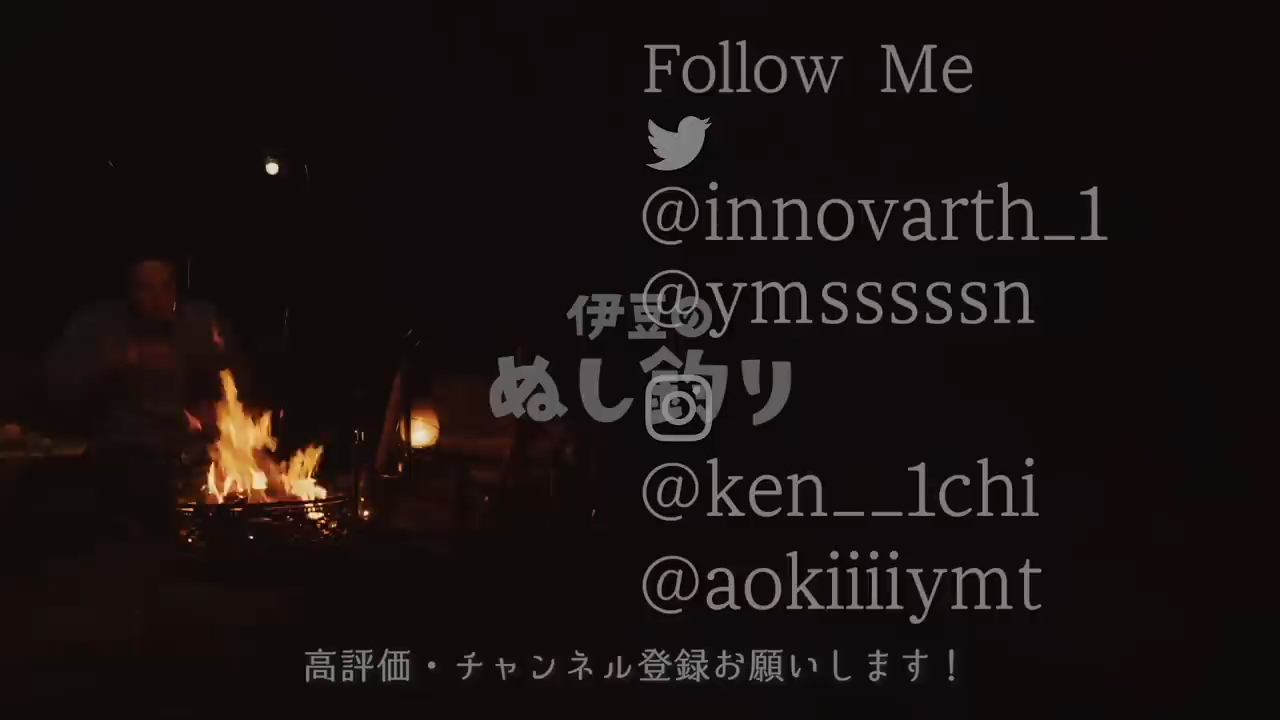 Follow Me
@innovarth_1
@ymsssssn
伊豆の
ぬし釣り
@ken__1chi
@aokiiiiymt
高評価・チャンネル登録お願いします！